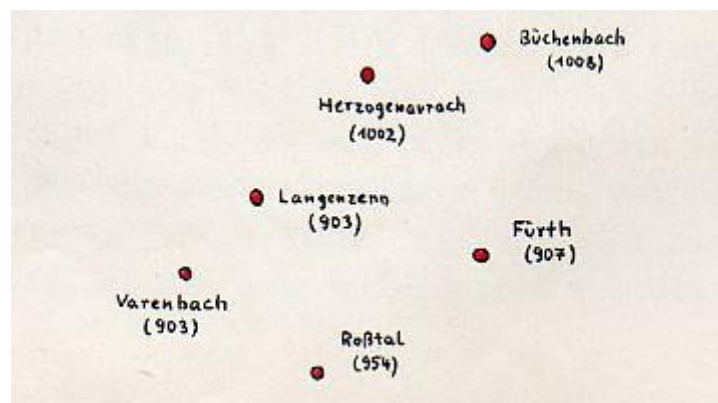 Büchenbach
(1008)
Herzogenaurach
(1002)
Langenzenn
(903)
Fürth
(907)
Varenbach
(903)
Roßtal
(954)